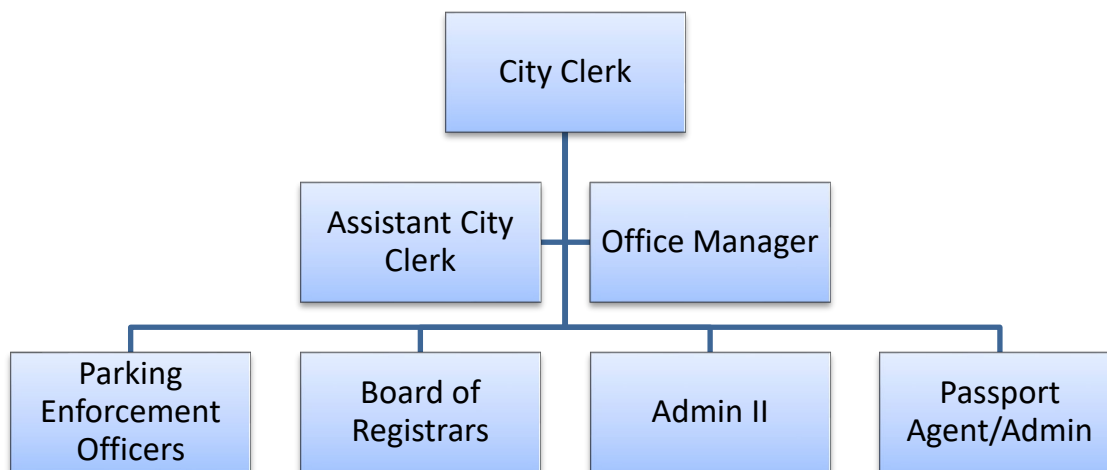 City Clerk
Assistant City
Clerk
Office Manager
Parking
Enforcement
Officers
Board of
Registrars
Admin II
Passport
Agent/Admin